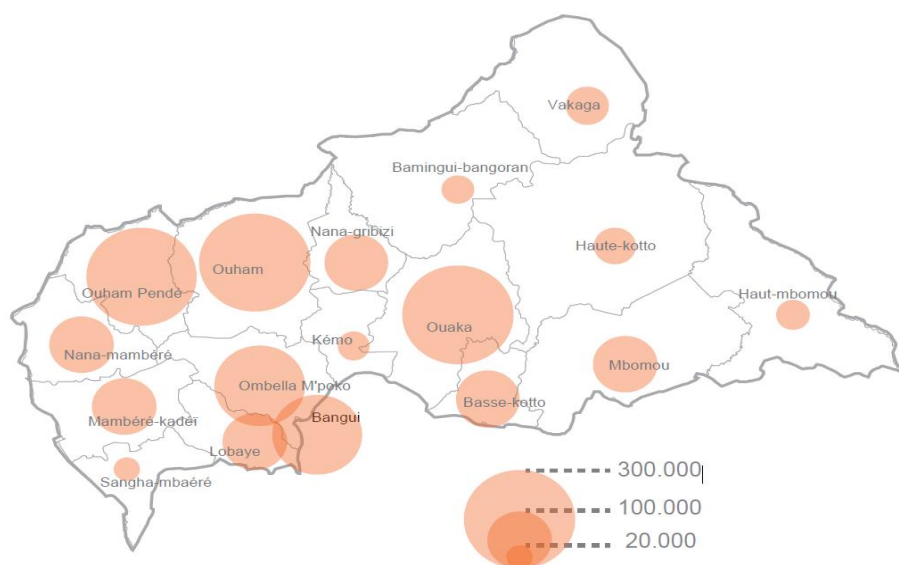 Vakaga
Bamingui-bangoran
Nana-gribizi
Haute-kotto
Ouham
Ouham Pendé
Haut-mbomou
Ouaka
Kémo
Nana-mambéré
Mbomou
Ombella M'poko
Basse-kotto
Bangui
Mambéré-kadéï
Lobaye
Sangha-mbaéré
300.000
100.000
20.000